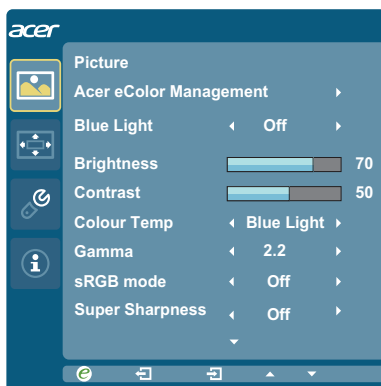 acer
Picture
Acer eColor Management
Blue Light Off
Brightness 70
Contrast 50
Colour Temp Blue Light
Gamma 2.2
sRGB mode Off
Super Sharpness Off
e